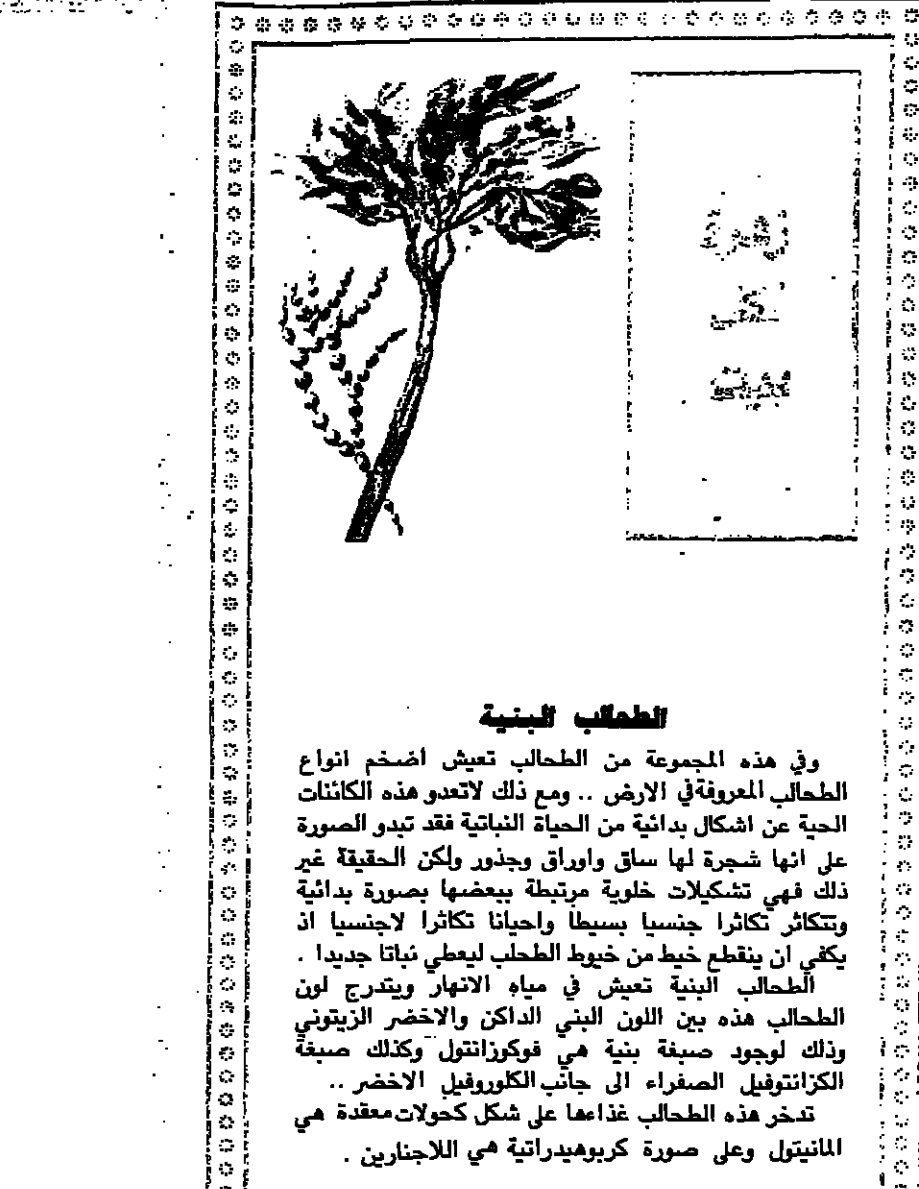 الطحالب البنية
وفي هذه المجموعة من الطحالب تعيش أضخم انواع
الطحالب المعروفة في الارض .. ومع ذلك لاتعدو هذه الكائنات
الحية عن اشكال بدائية من الحياة النباتية فقد تبدو الصورة
على انها شجرة لها ساق واوراق وجذور ولكن الحقيقة غير
ذلك فهي تشكيلات خلوية مرتبطة ببعضها بصورة بدائية
وتتكاثر تكاثرا جنسيا بسيطا واحيانا تكاثرا لاجنسيا اذ
يكفي ان ينقطع خيط من خيوط الطحلب ليعطي نباتا جديدا .
الطحالب البنية تعيش في مياه الانهار ويتدرج لون
الطحالب هذه بين اللون البني الداكن والاخضر الزيتوني
وذلك لوجود صبغة بنية هي فوكوزانتول وكذلك صبغة
الكزانتوفيل الصفراء الى جانب الكلوروفيل الاخضر ..
تدخر هذه الطحالب غذاءها على شكل كحولات معقدة هي
المانيتول وعلى صورة كربوهيدراتية هي اللاجنارين .